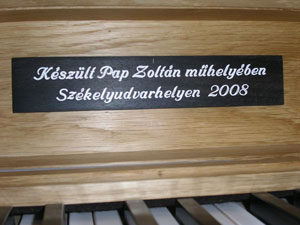 Készült Pap Zoltán műhelyében
Székelyudvarhelyen 2008